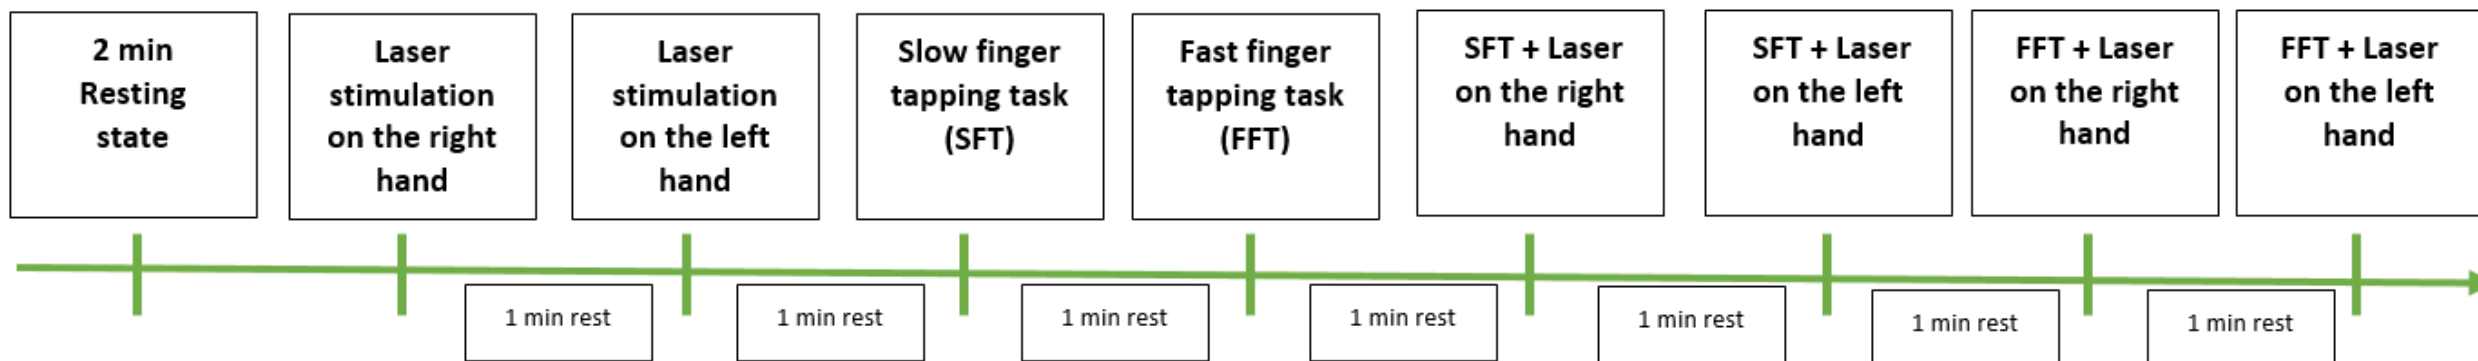 2 min
Resting
state
Laser
stimulation
on the right
hand
Laser
stimulation
on the left
hand
Slow finger
tapping task
(SFT)
Fast finger
tapping task
(FFT)
SFT + Laser
on the right
hand
SFT + Laser
on the left
hand
FFT + Laser
on the right
hand
FFT + Laser
on the left
hand
1 min rest
1 min rest
1 min rest
1 min rest
1 min rest
1 min rest
1 min rest